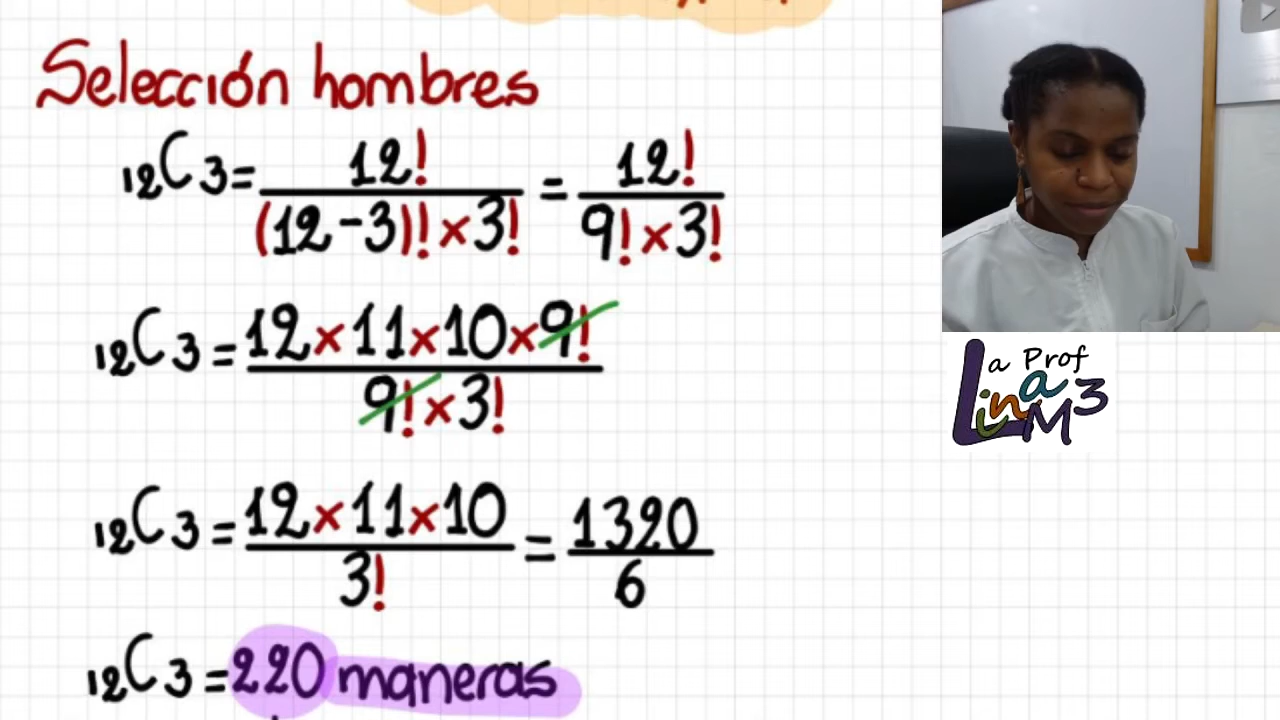 Selección hombres
₁₂C₃ = 12! / (12-3)!×3! = 12! / 9!×3!
₁₂C₃ = 12×11×10×9! / 9!×3!
₁₂C₃ = 12×11×10 / 3! = 1320 / 6
₁₂C₃ = 220 maneras
La Prof
Lina M3